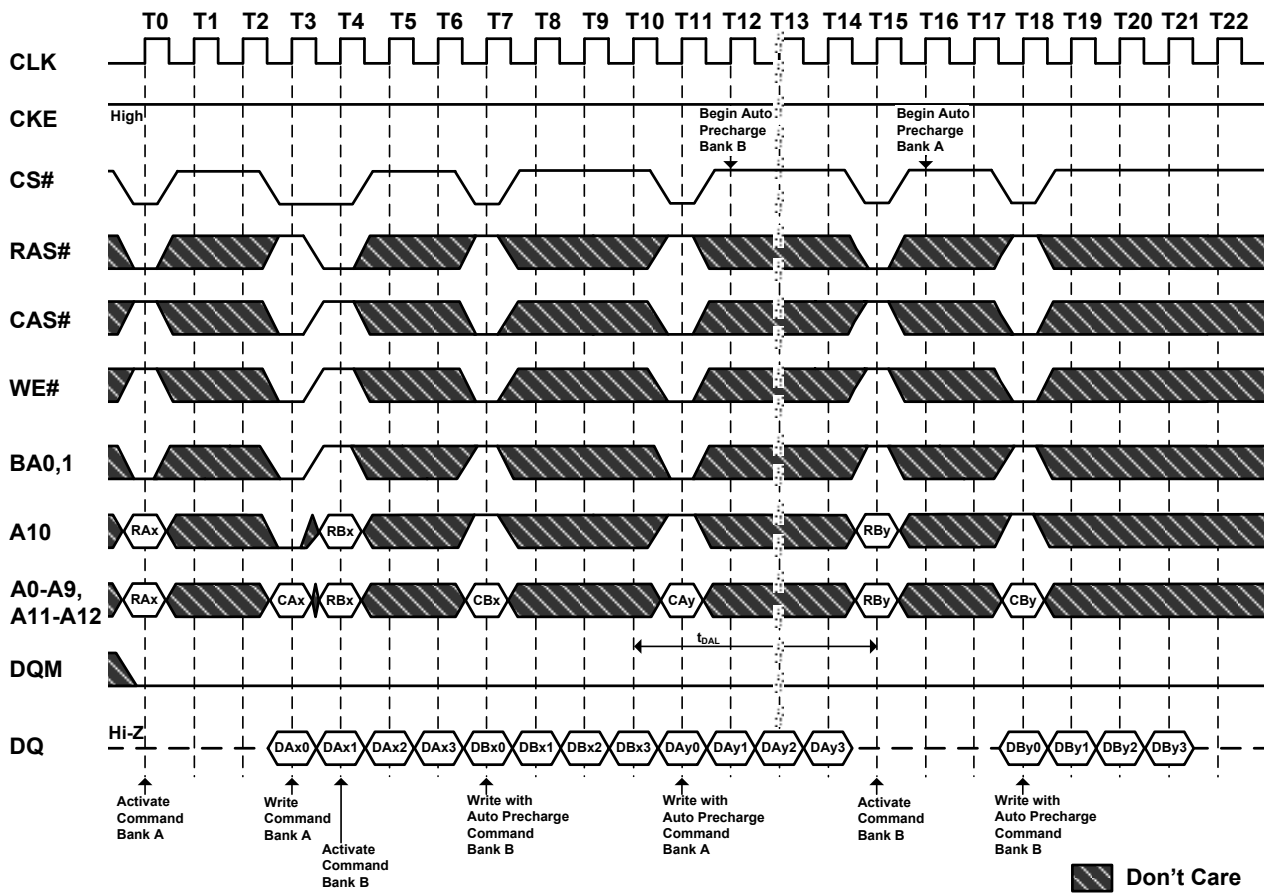 T0 T1 T2 T3 T4 T5 T6 T7 T8 T9 T10 T11 T12 T13 T14 T15 T16 T17 T18 T19 T20 T21 T22
CLK
CKE
High
Begin Auto
Precharge
Bank B
Begin Auto
Precharge
Bank A
CS#
RAS#
CAS#
WE#
BA0,1
A10
RAx RBx RBy
A0-A9,
A11-A12
RAx CAx RBx CBx CAy RBy CBy
tDAL
DQM
DQ
Hi-Z
DAx0 DAx1 DAx2 DAx3 DBx0 DBx1 DBx2 DBx3 DAy0 DAy1 DAy2 DAy3 DBy0 DBy1 DBy2 DBy3
Activate
Command
Bank A
Write
Command
Bank A
Activate
Command
Bank B
Write with
Auto Precharge
Command
Bank B
Write with
Auto Precharge
Command
Bank A
Activate
Command
Bank B
Write with
Auto Precharge
Command
Bank B
Don't Care